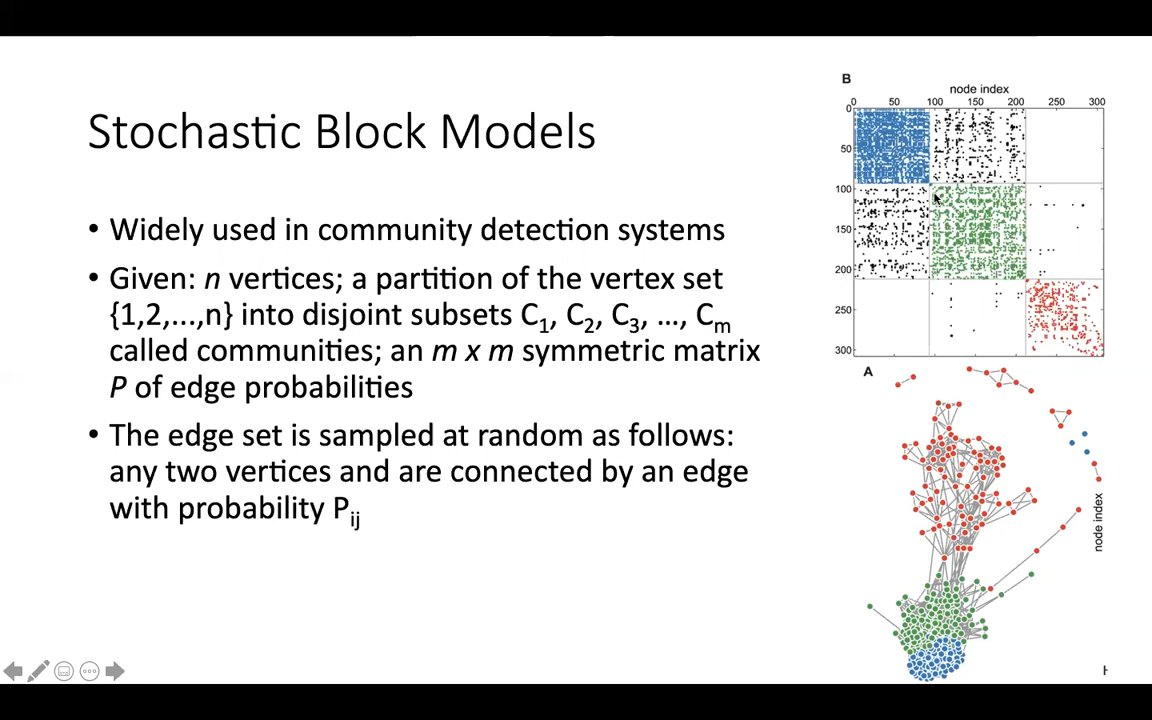 B
node index
0 50 100 150 200 250 300
0
50
100
150
200
250
300
Stochastic Block Models
• Widely used in community detection systems
• Given: n vertices; a partition of the vertex set
{1,2,...,n} into disjoint subsets C1, C2, C3, ..., Cm
called communities; an m x m symmetric matrix
P of edge probabilities
• The edge set is sampled at random as follows:
any two vertices and are connected by an edge
with probability Pij
A
node index